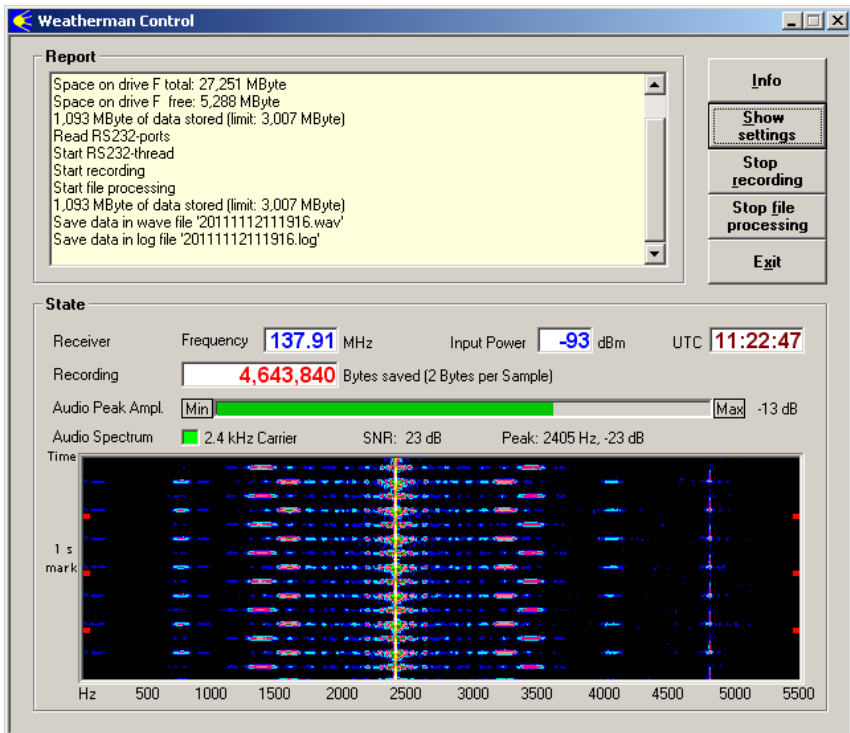 Weatherman Control
Report
Space on drive F total: 27,251 MByte
Space on drive F  free: 5,288 MByte
1,093 MByte of data stored (limit: 3,007 MByte)
Read RS232-ports
Start RS232-thread
Start recording
Start file processing
1,093 MByte of data stored (limit: 3,007 MByte)
Save data in wave file '20111112111916.wav'
Save data in log file '20111112111916.log'
Info
Show
settings
Stop
recording
Stop file
processing
Exit
State
Receiver Frequency 137.91 MHz Input Power -93 dBm UTC 11:22:47
Recording 4,643,840 Bytes saved (2 Bytes per Sample)
Audio Peak Ampl. Min Max -13 dB
Audio Spectrum 2.4 kHz Carrier SNR: 23 dB Peak: 2405 Hz, -23 dB
Time
1 s
mark
Hz 500 1000 1500 2000 2500 3000 3500 4000 4500 5000 5500